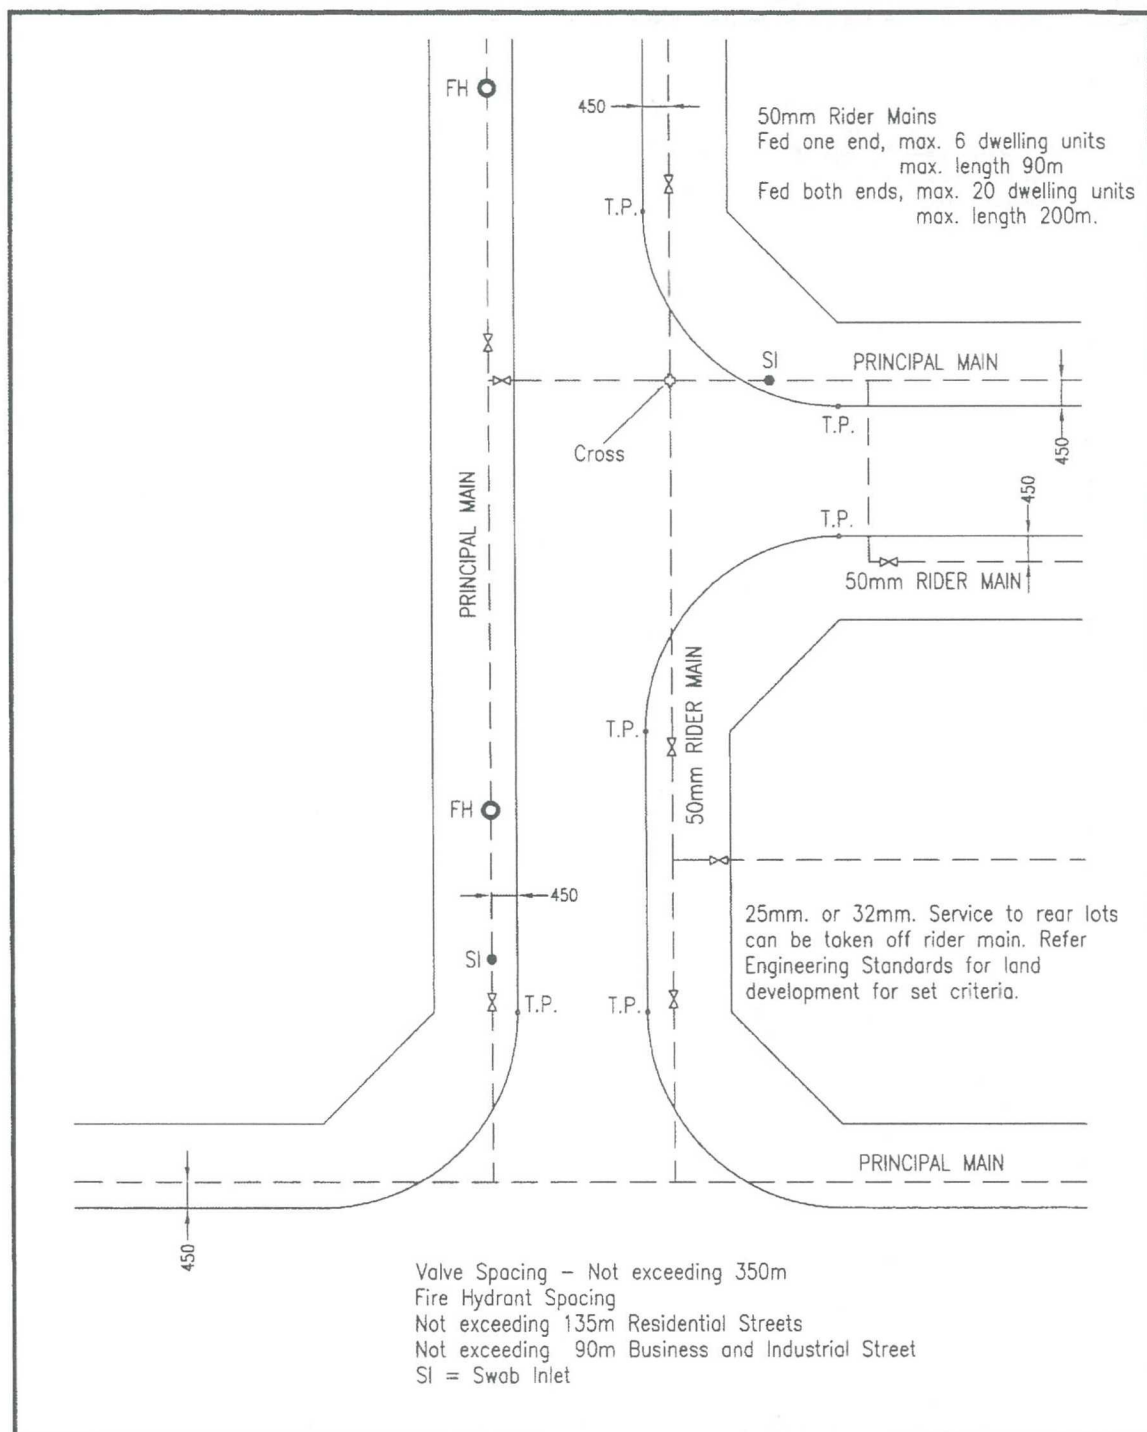 FH
450
50mm Rider Mains
Fed one end, max. 6 dwelling units
max. length 90m
Fed both ends, max. 20 dwelling units
max. length 200m.
T.P.
SI
PRINCIPAL MAIN
T.P.
Cross
450
450
PRINCIPAL MAIN
T.P.
50mm RIDER MAIN
50mm RIDER MAIN
T.P.
FH
450
25mm. or 32mm. Service to rear lots
can be taken off rider main. Refer
Engineering Standards for land
development for set criteria.
SI
T.P.
T.P.
PRINCIPAL MAIN
450
Valve Spacing – Not exceeding 350m
Fire Hydrant Spacing
Not exceeding 135m Residential Streets
Not exceeding 90m Business and Industrial Street
SI = Swab Inlet